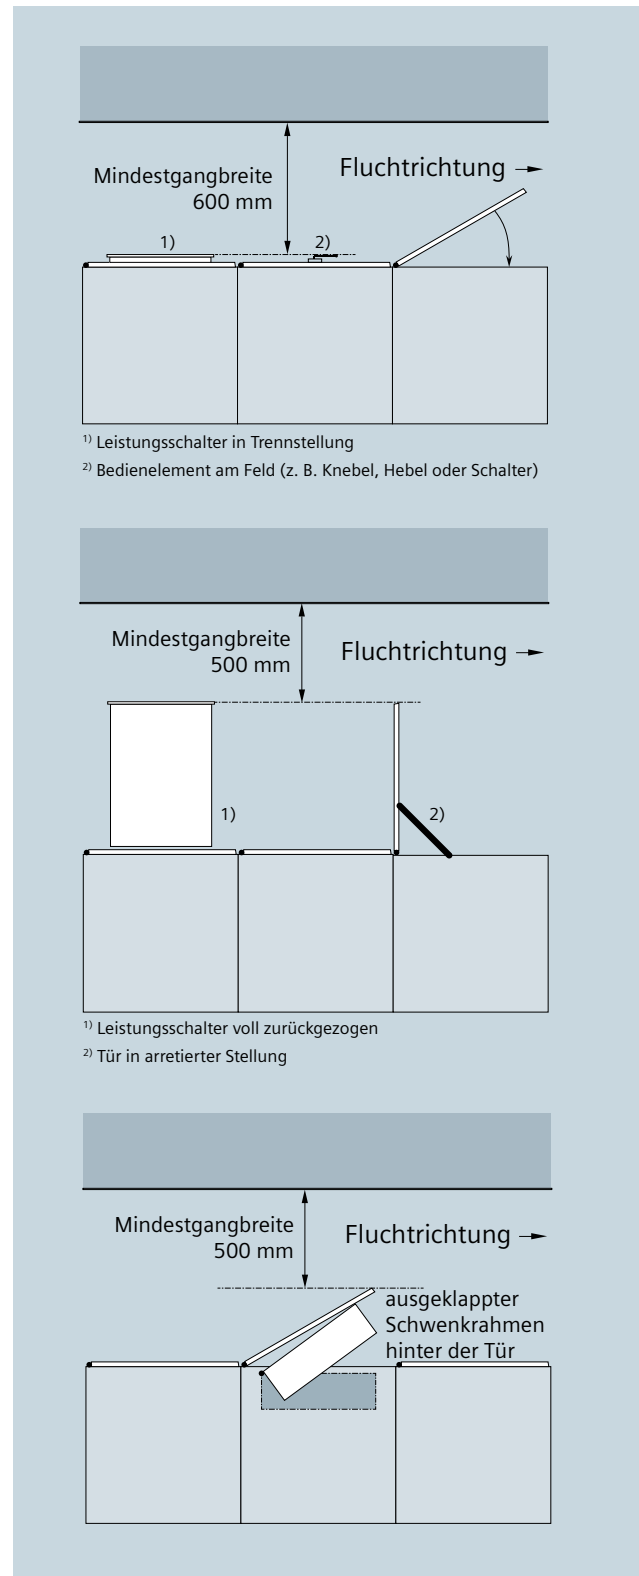 Mindestgangbreite
600 mm
Fluchtrichtung
1)
2)
1) Leistungsschalter in Trennstellung
2) Bedienelement am Feld (z. B. Knebel, Hebel oder Schalter)
Mindestgangbreite
500 mm
Fluchtrichtung
1)
2)
1) Leistungsschalter voll zurückgezogen
2) Tür in arretierter Stellung
Mindestgangbreite
500 mm
Fluchtrichtung
ausgeklappter
Schwenkrahmen
hinter der Tür